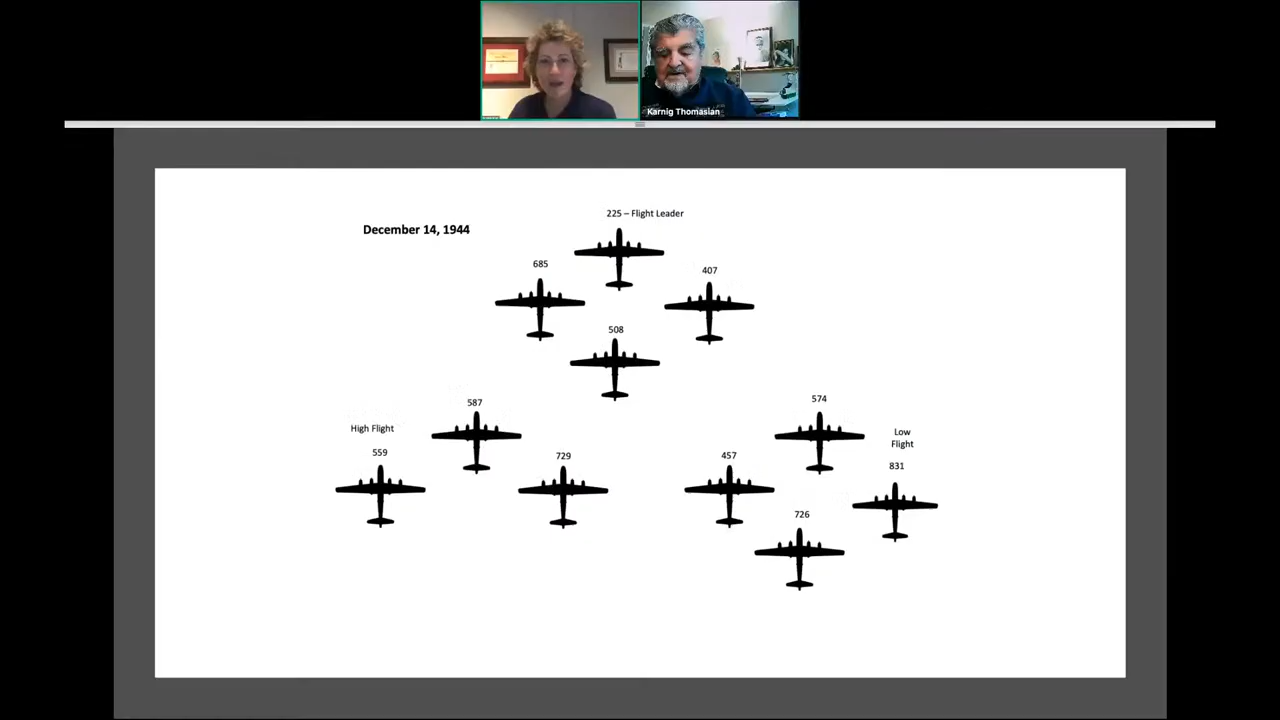 Karnig Thomasian
225 – Flight Leader
December 14, 1944
685
407
508
587
574
High Flight
Low
Flight
559
729
457
831
726